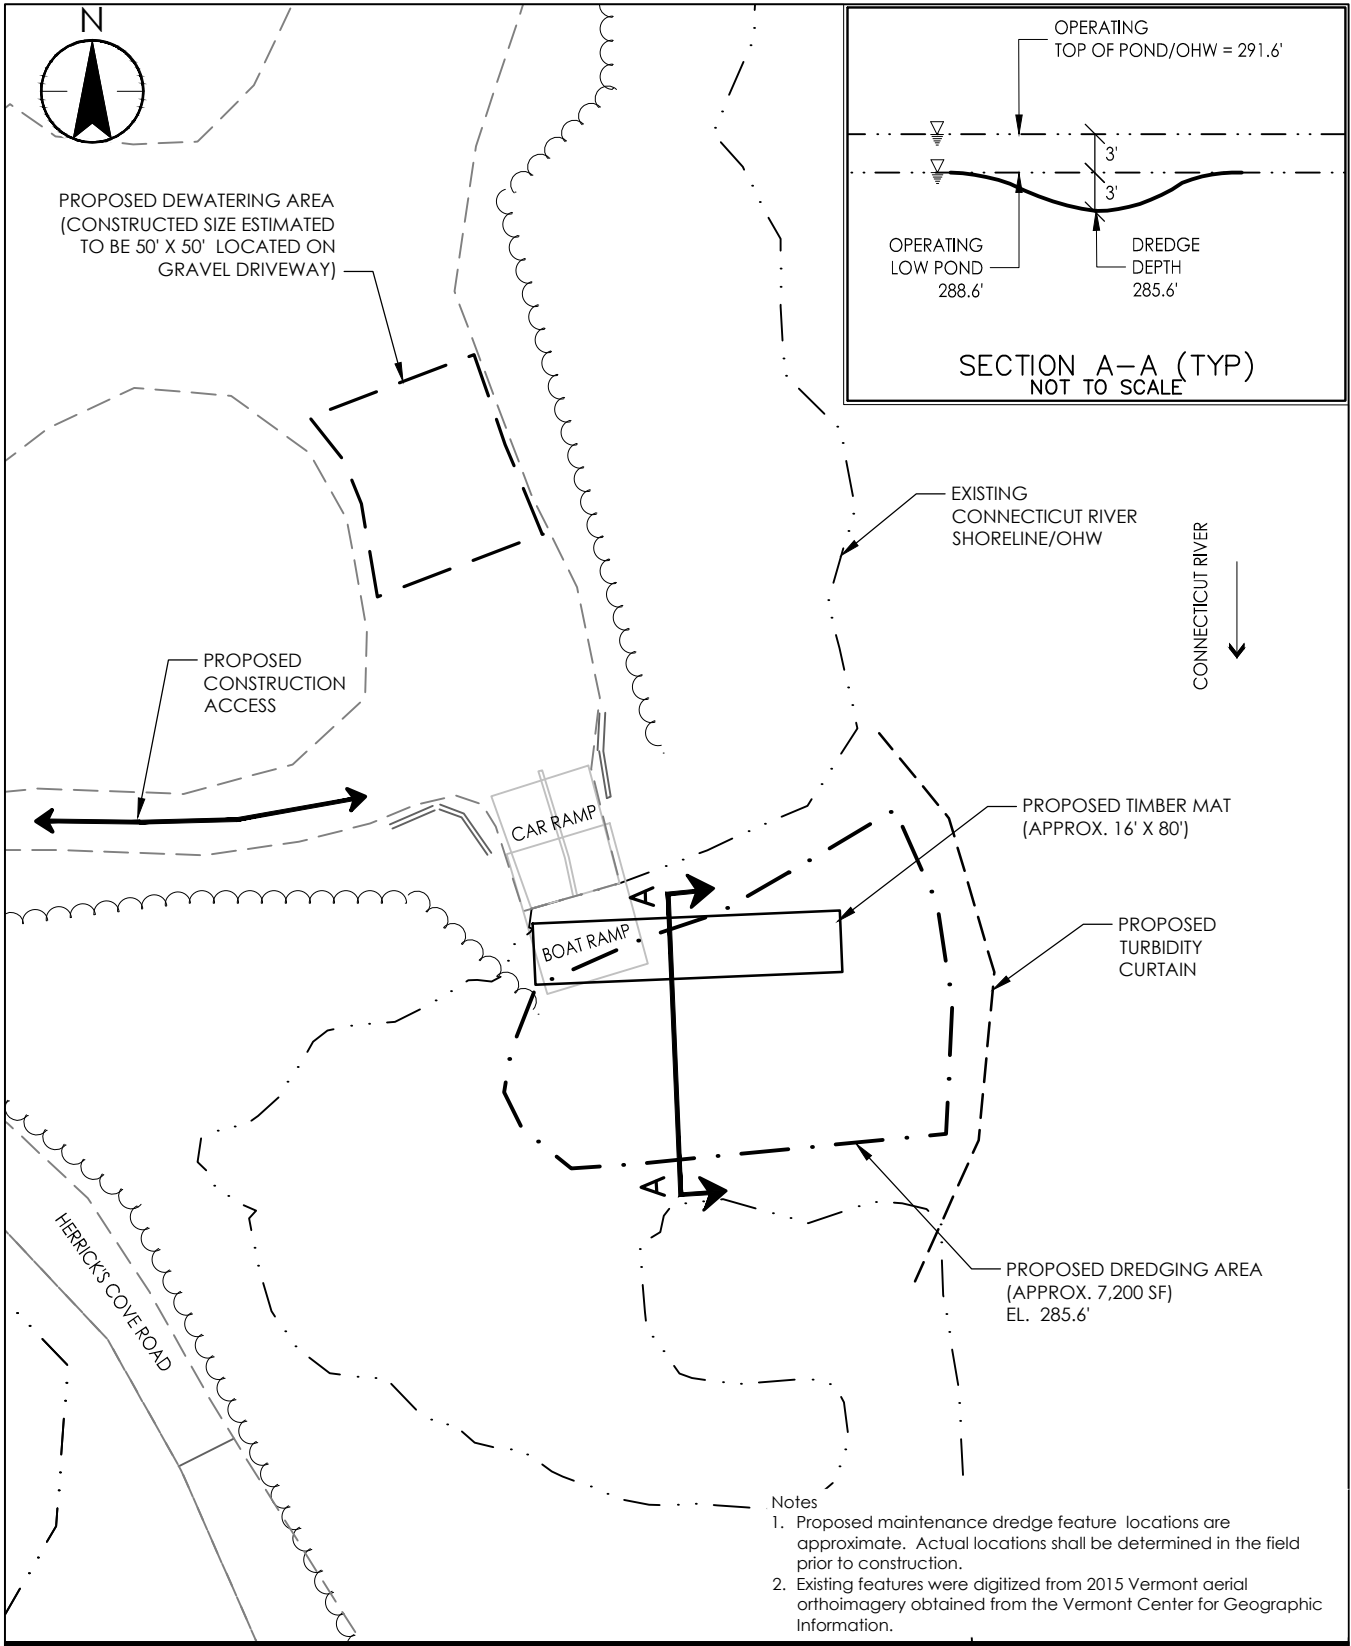 N
OPERATING
TOP OF POND/OHW = 291.6'
3'
3'
OPERATING
LOW POND
288.6'
DREDGE
DEPTH
285.6'
SECTION A-A (TYP)
NOT TO SCALE
PROPOSED DEWATERING AREA
(CONSTRUCTED SIZE ESTIMATED
TO BE 50' X 50' LOCATED ON
GRAVEL DRIVEWAY)
EXISTING
CONNECTICUT RIVER
SHORELINE/OHW
CONNECTICUT RIVER
PROPOSED
CONSTRUCTION
ACCESS
CAR RAMP
PROPOSED TIMBER MAT
(APPROX. 16' X 80')
A
BOAT RAMP
PROPOSED
TURBIDITY
CURTAIN
A
HERRICK'S COVE ROAD
PROPOSED DREDGING AREA
(APPROX. 7,200 SF)
EL. 285.6'
Notes
1. Proposed maintenance dredge feature locations are
approximate. Actual locations shall be determined in the field
prior to construction.
2. Existing features were digitized from 2015 Vermont aerial
orthoimagery obtained from the Vermont Center for Geographic
Information.